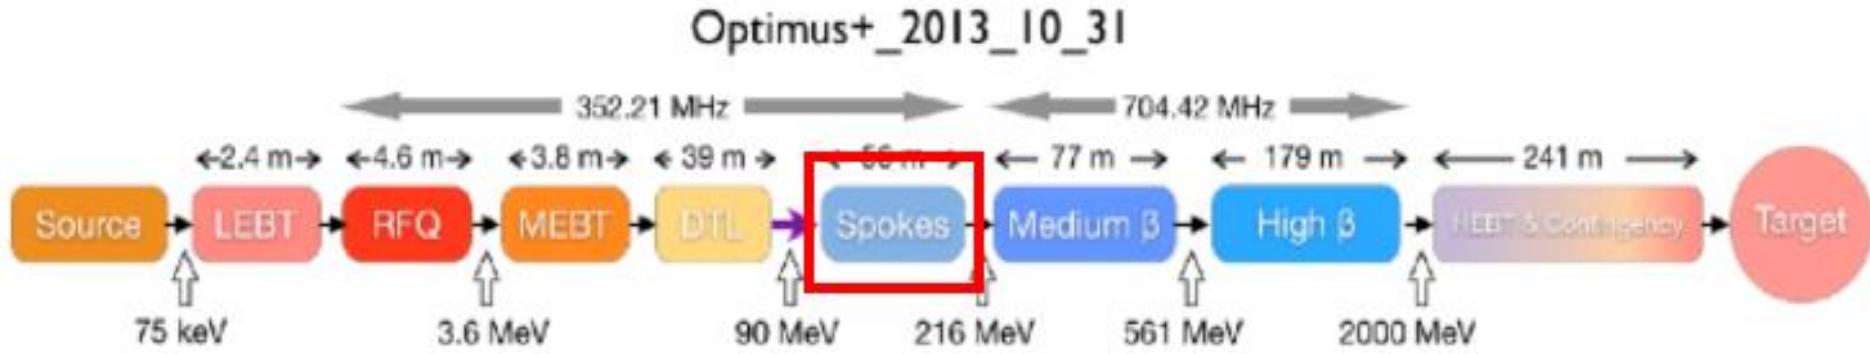 Optimus+_2013_10_31
352.21 MHz 704.42 MHz
2.4 m 4.6 m 3.8 m 39 m 77 m 179 m 241 m
Source LEBT RFQ MEBT DTL Spokes Medium β High β HEBT & Contingency Target
75 keV 3.6 MeV 90 MeV 216 MeV 561 MeV 2000 MeV